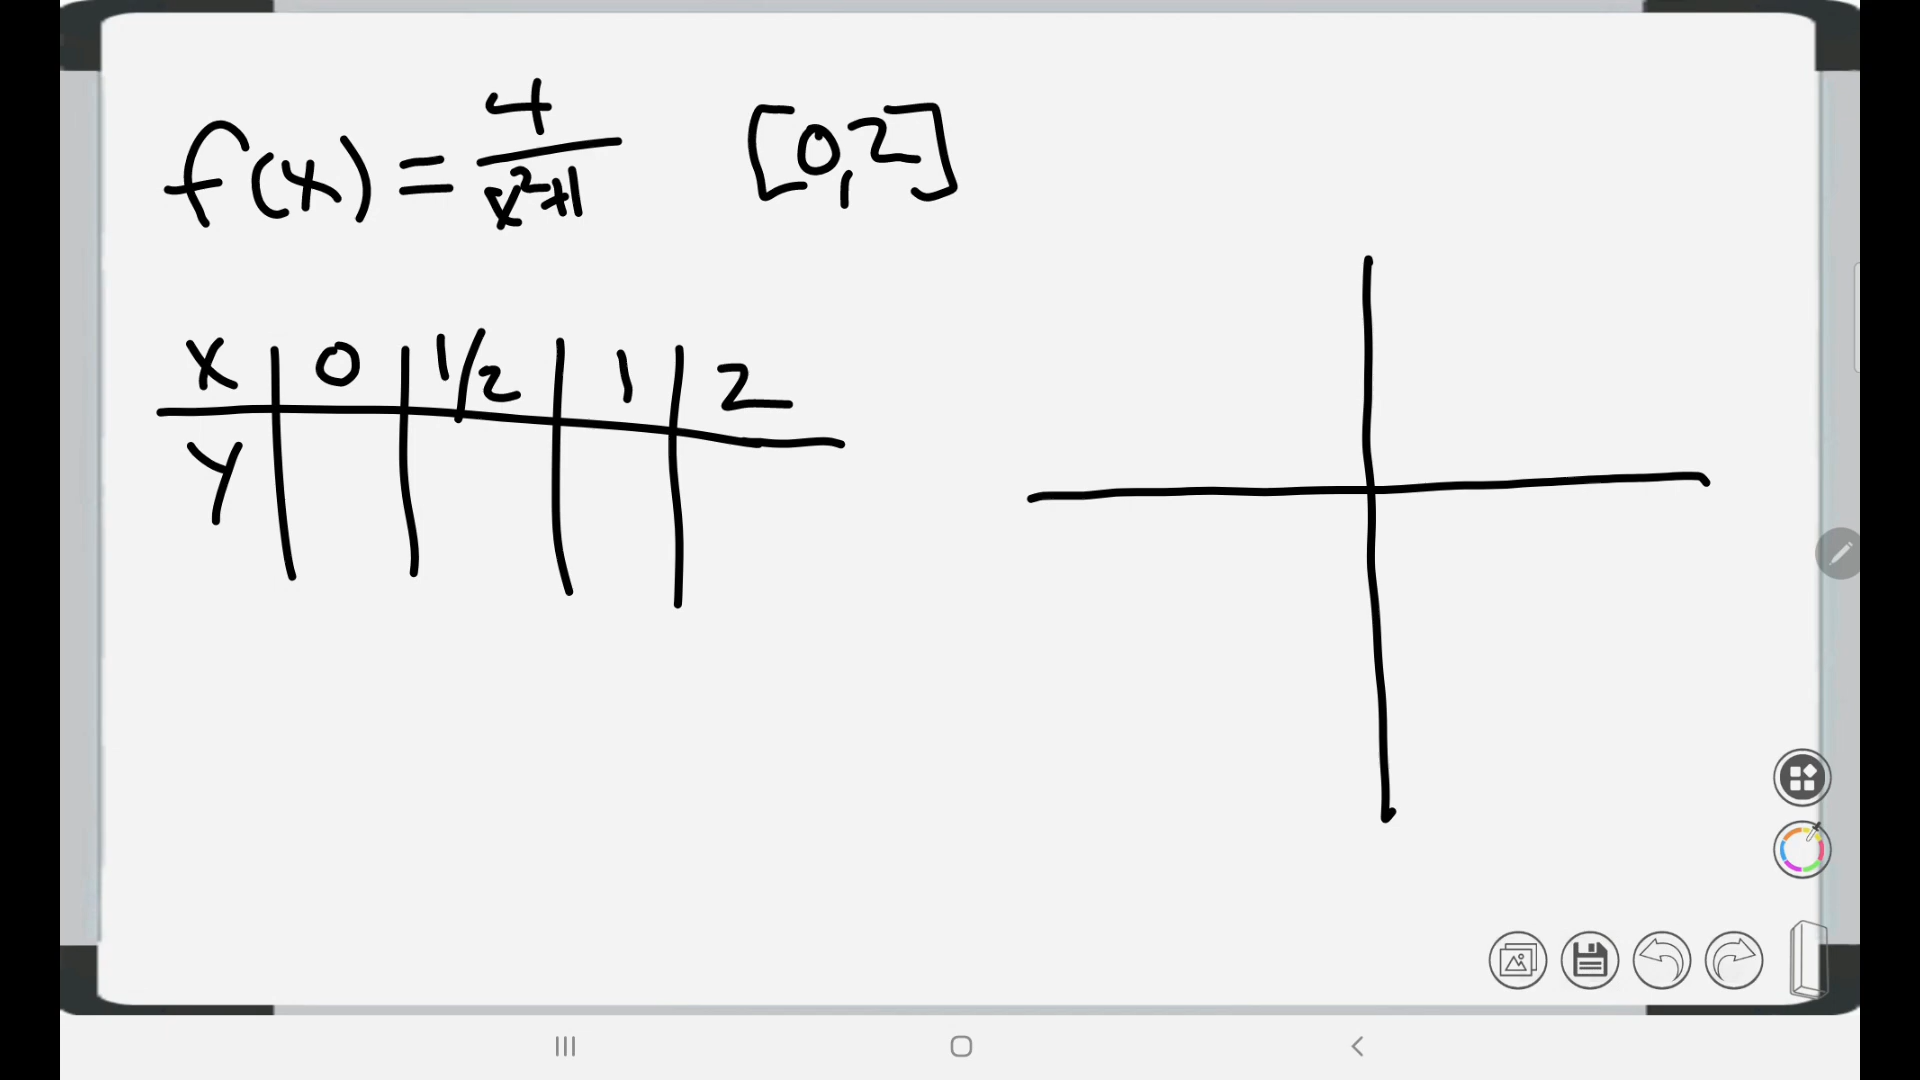 f(x) = 4/(x²+1) [0,2]
x 0 1/2 1 2
y